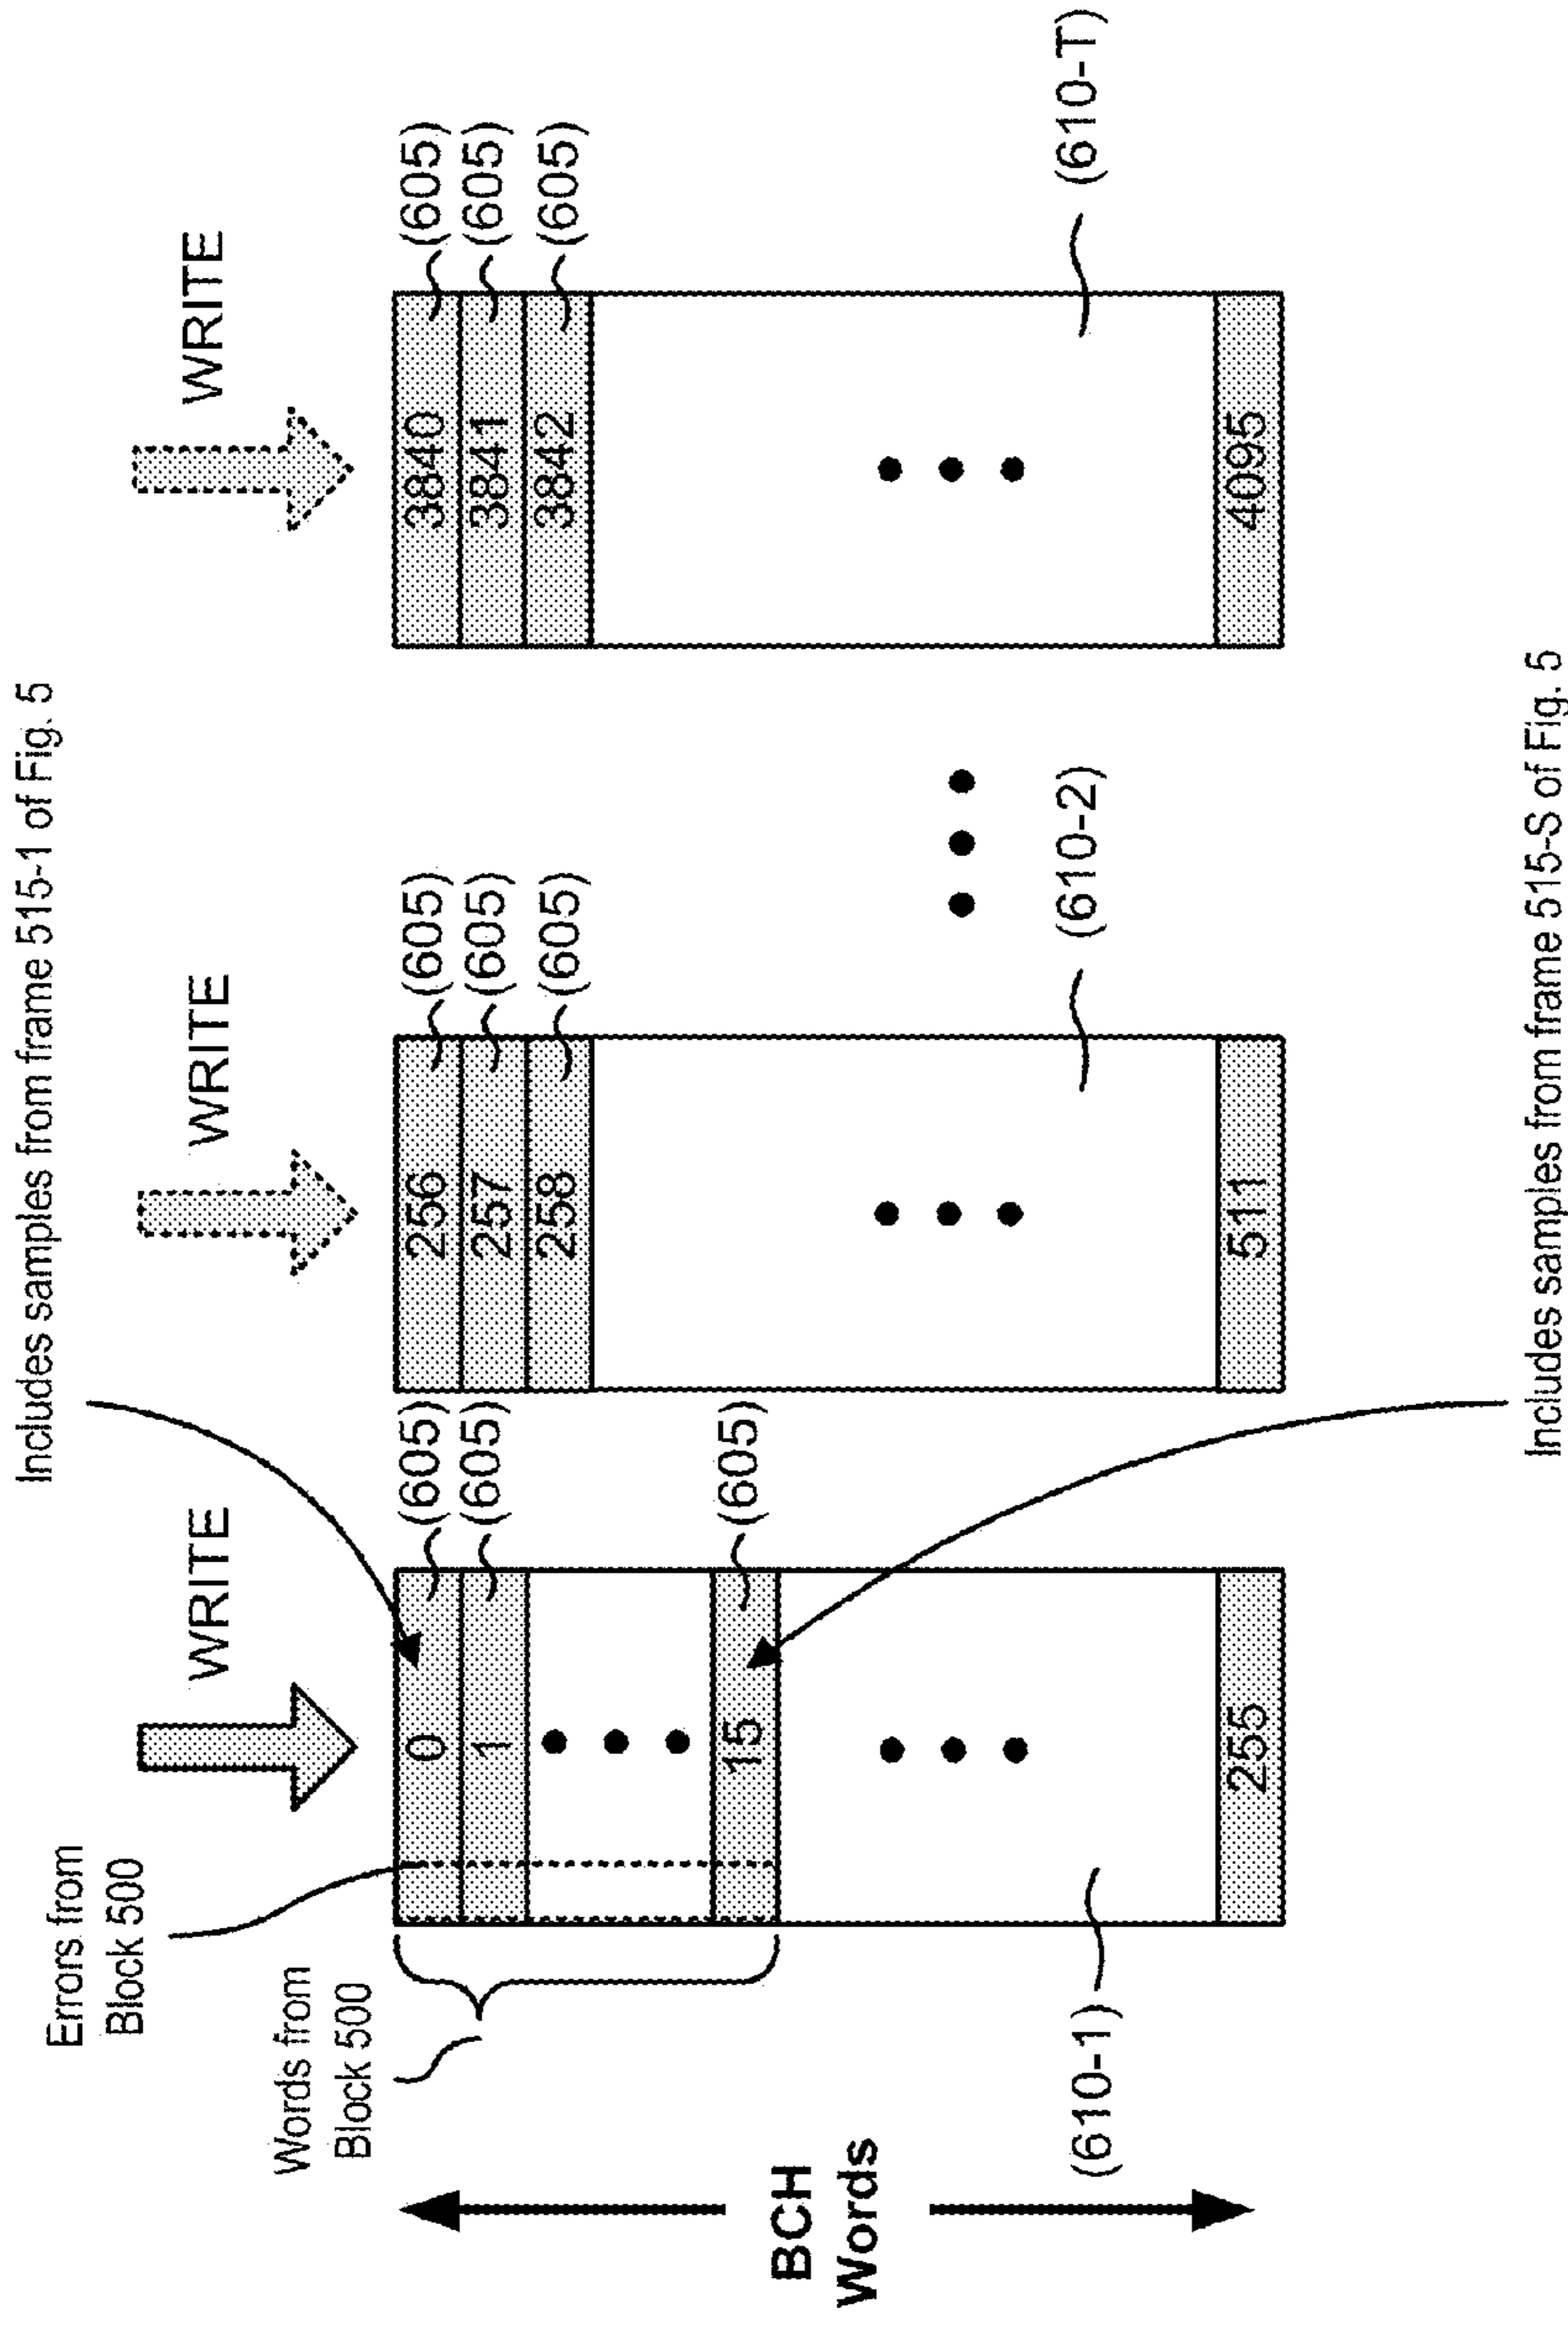 Includes samples from frame 515-1 of Fig. 5
WRITE
WRITE
WRITE
Errors from
Block 500
Words from
Block 500
BCH
Words
0
(605)
1
(605)
15
(605)
255
(610-1)
256
(605)
257
(605)
258
(605)
511
(610-2)
3840
(605)
3841
(605)
3842
(605)
4095
(610-T)
Includes samples from frame 515-S of Fig. 5